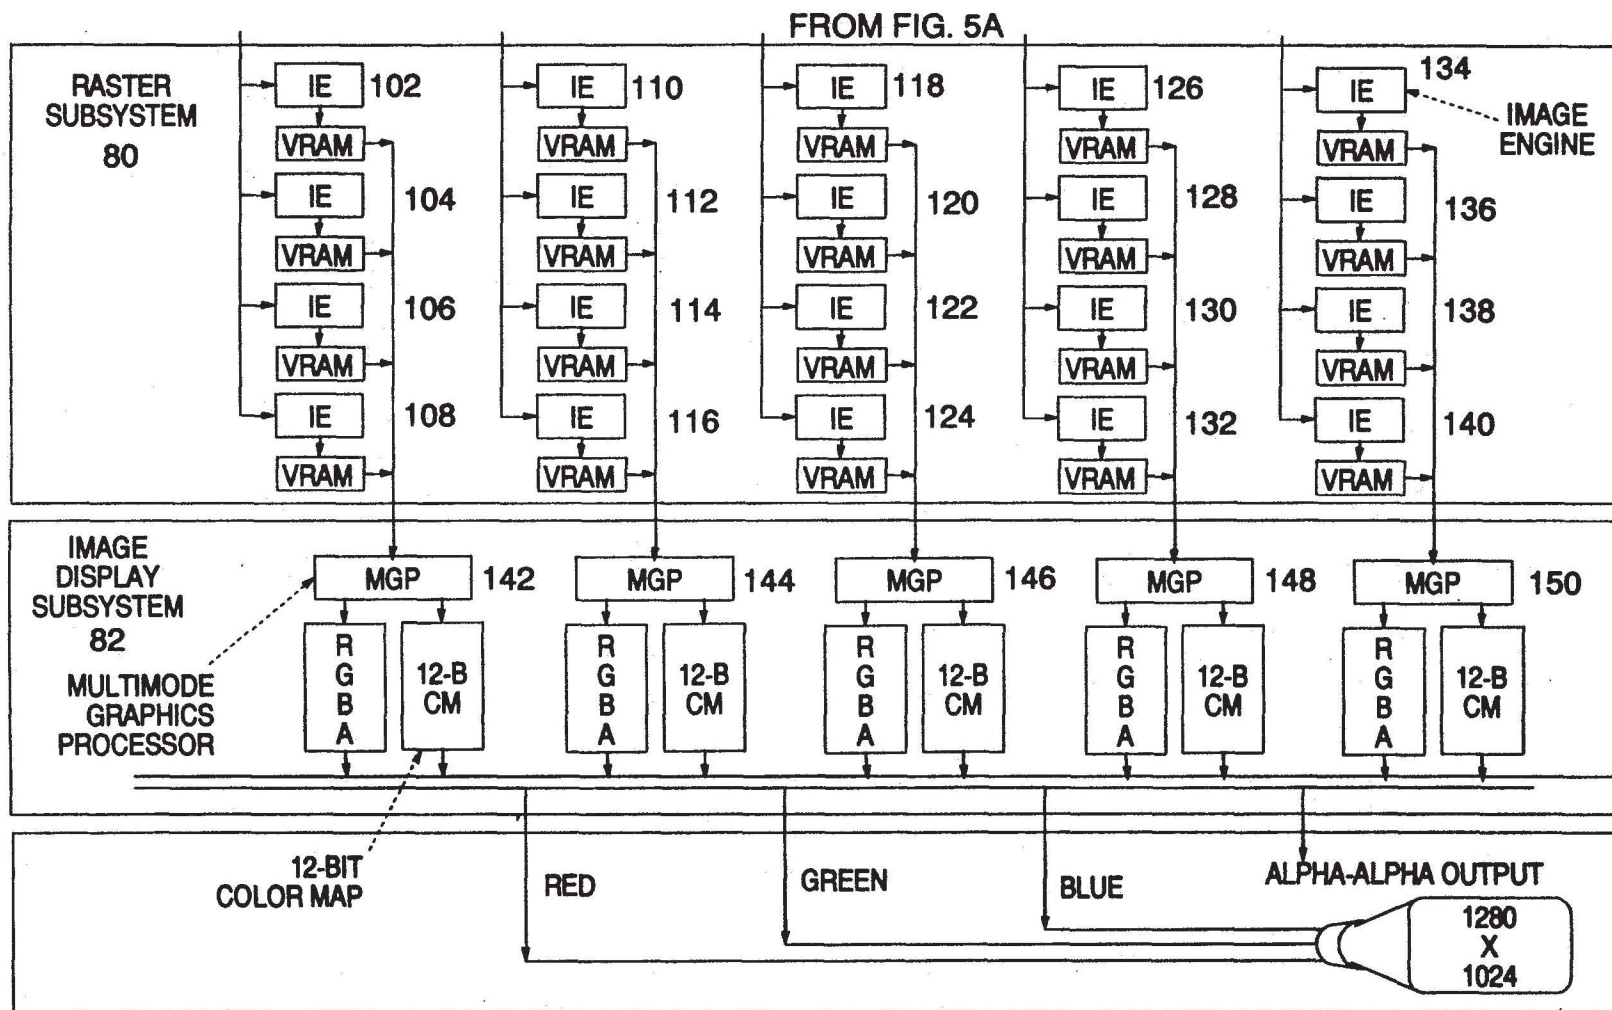 FROM FIG. 5A
RASTER
SUBSYSTEM
80
IE 102 IE 110 IE 118 IE 126 IE 134
IMAGE
ENGINE
VRAM VRAM VRAM VRAM VRAM
IE 104 IE 112 IE 120 IE 128 IE 136
VRAM VRAM VRAM VRAM VRAM
IE 106 IE 114 IE 122 IE 130 IE 138
VRAM VRAM VRAM VRAM VRAM
IE 108 IE 116 IE 124 IE 132 IE 140
VRAM VRAM VRAM VRAM VRAM
IMAGE
DISPLAY
SUBSYSTEM
82
MULTIMODE
GRAPHICS
PROCESSOR
MGP 142 MGP 144 MGP 146 MGP 148 MGP 150
R
G
B
A
12-B
CM
R
G
B
A
12-B
CM
R
G
B
A
12-B
CM
R
G
B
A
12-B
CM
R
G
B
A
12-B
CM
12-BIT
COLOR MAP
RED
GREEN
BLUE
ALPHA-ALPHA OUTPUT
1280
X
1024